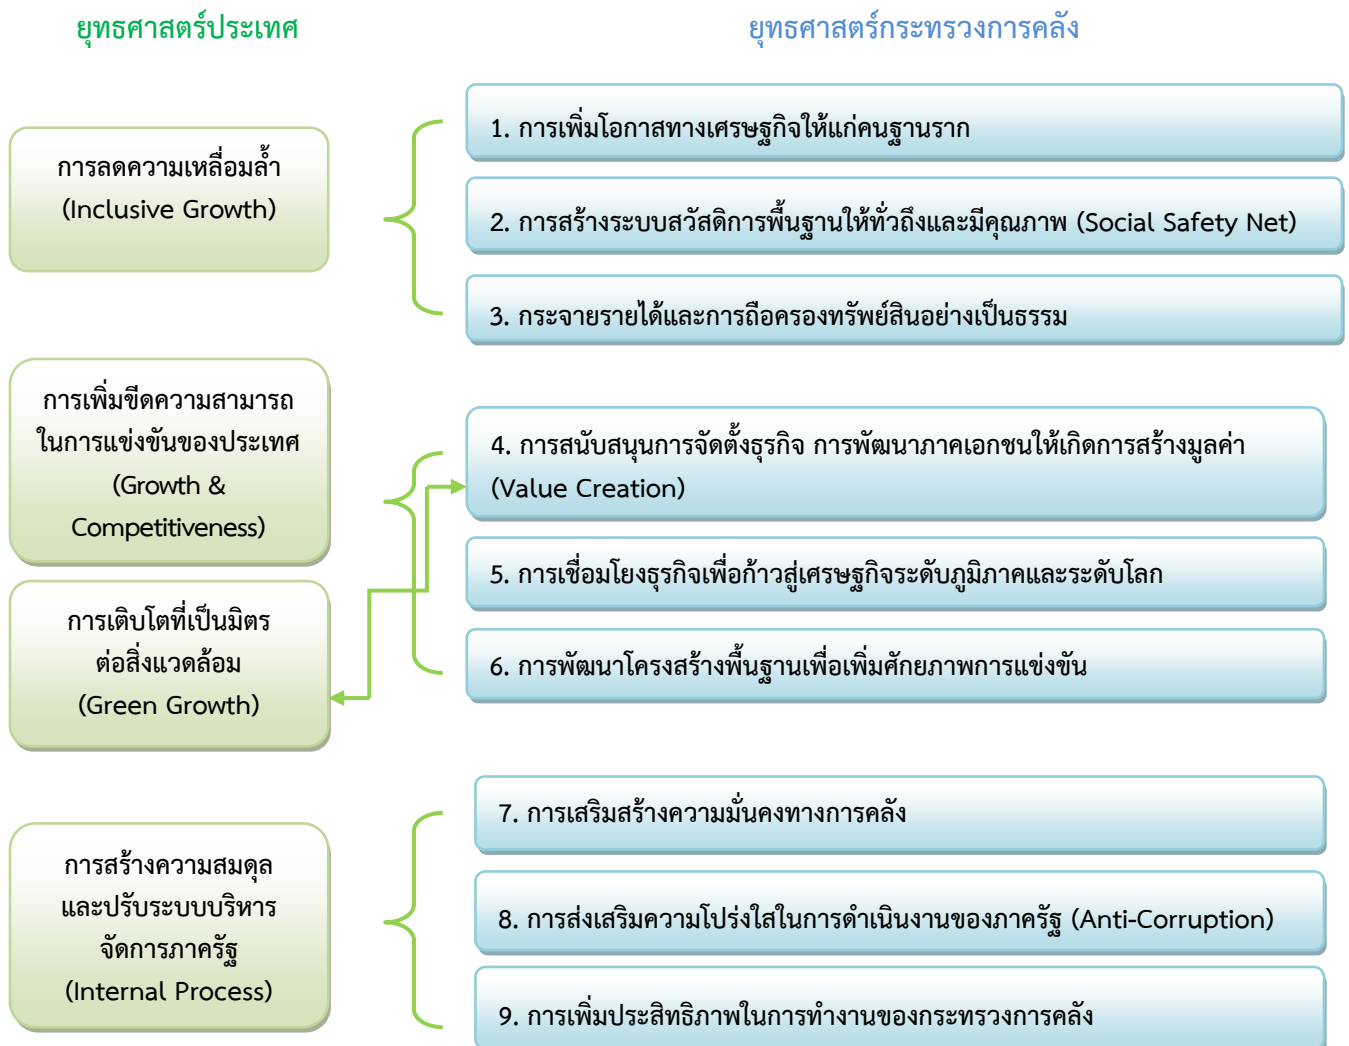 ยุทธศาสตร์ประเทศ
ยุทธศาสตร์กระทรวงการคลัง
การลดความเหลื่อมล้ำ
(Inclusive Growth)
1. การเพิ่มโอกาสทางเศรษฐกิจให้แก่คนฐานราก
2. การสร้างระบบสวัสดิการพื้นฐานให้ทั่วถึงและมีคุณภาพ (Social Safety Net)
3. กระจายรายได้และการถือครองทรัพย์สินอย่างเป็นธรรม
การเพิ่มขีดความสามารถ
ในการแข่งขันของประเทศ
(Growth &
Competitiveness)
4. การสนับสนุนการจัดตั้งธุรกิจ การพัฒนาภาคเอกชนให้เกิดการสร้างมูลค่า
(Value Creation)
5. การเชื่อมโยงธุรกิจเพื่อก้าวสู่เศรษฐกิจระดับภูมิภาคและระดับโลก
6. การพัฒนาโครงสร้างพื้นฐานเพื่อเพิ่มศักยภาพการแข่งขัน
การเติบโตที่เป็นมิตร
ต่อสิ่งแวดล้อม
(Green Growth)
การสร้างความสมดุล
และปรับระบบบริหาร
จัดการภาครัฐ
(Internal Process)
7. การเสริมสร้างความมั่นคงทางการคลัง
8. การส่งเสริมความโปร่งใสในการดำเนินงานของภาครัฐ (Anti-Corruption)
9. การเพิ่มประสิทธิภาพในการทำงานของกระทรวงการคลัง